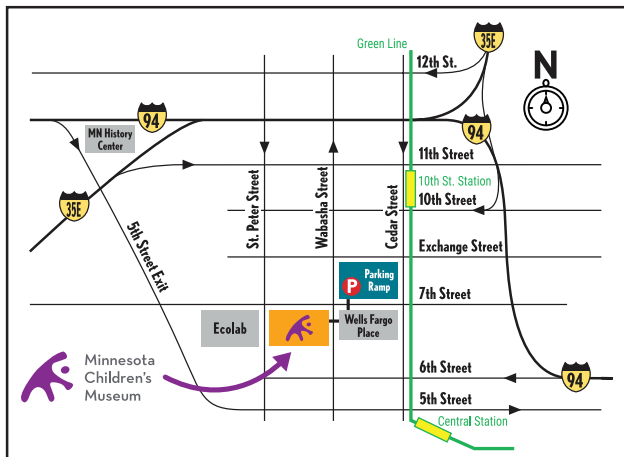 Green Line
35E
12th St.
N
94
MN History
Center
94
11th Street
10th St. Station
35E
10th Street
St. Peter Street
Wabasha Street
Cedar Street
5th Street Exit
Exchange Street
P
Parking
Ramp
7th Street
Ecolab
Wells Fargo
Place
Minnesota
Children's
Museum
6th Street
94
5th Street
Central Station